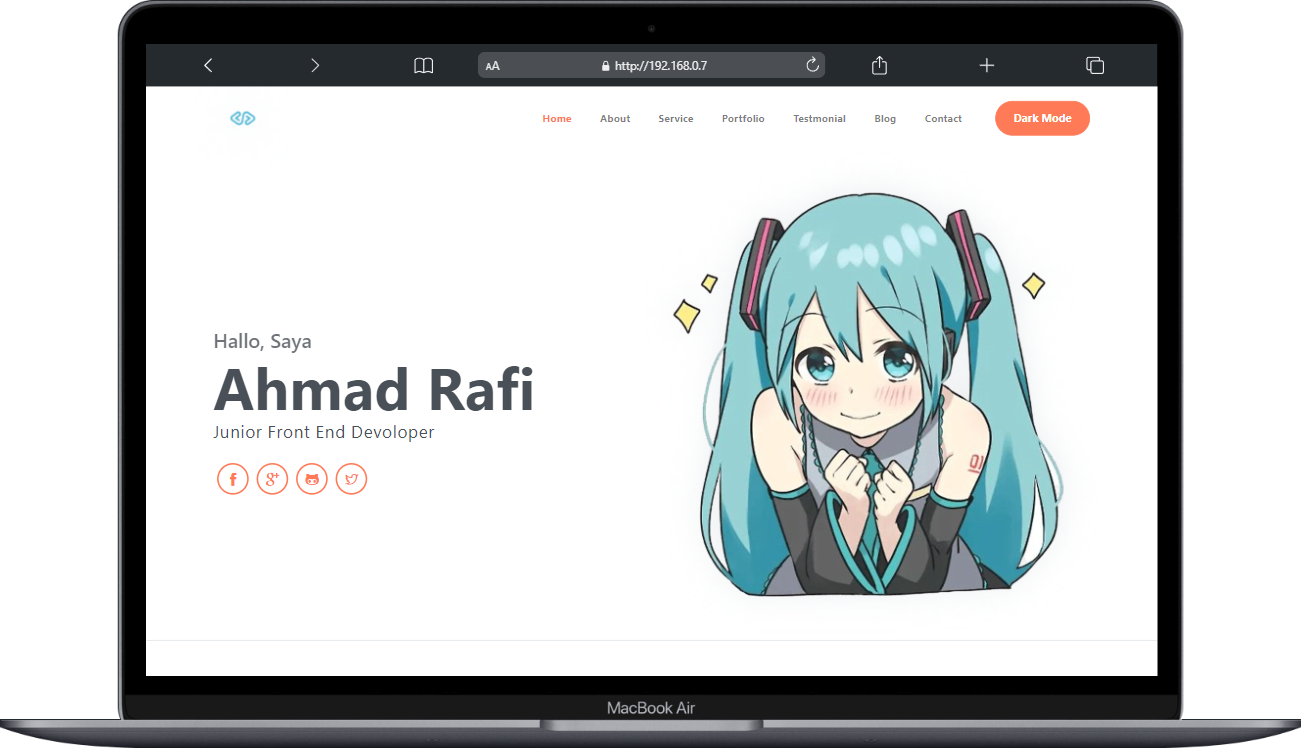 AA http://192.168.0.7
Home About Service Portfolio Testmonial Blog Contact Dark Mode
Hallo, Saya
Ahmad Rafi
Junior Front End Devoloper
01
MacBook Air